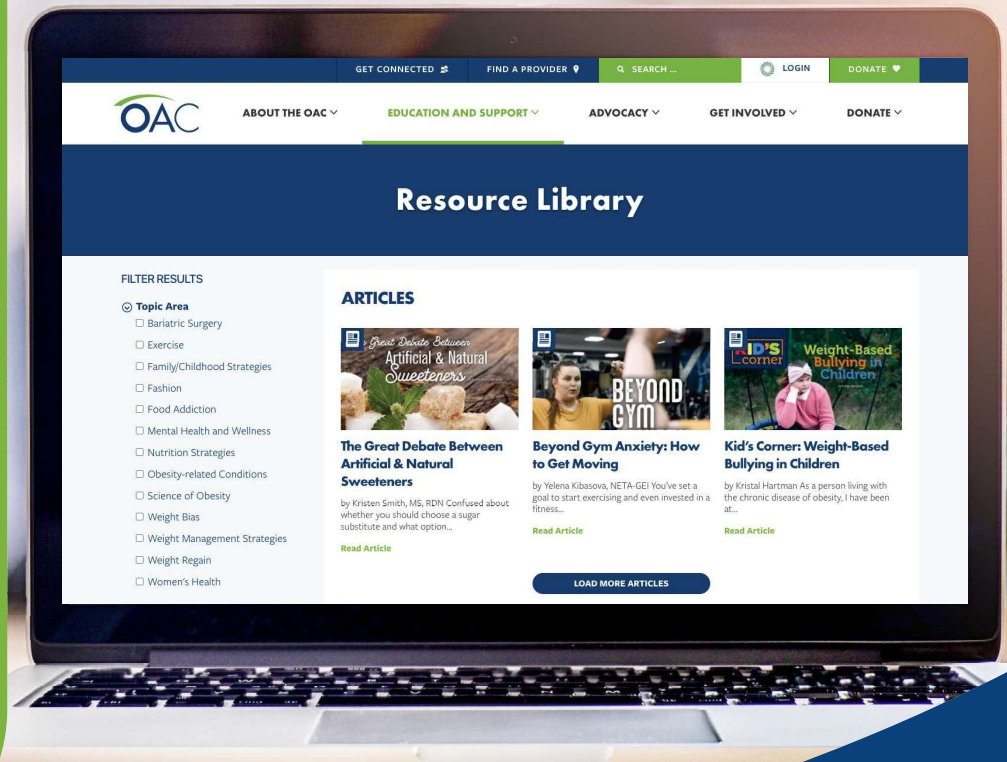 GET CONNECTED
FIND A PROVIDER
SEARCH ...
LOGIN
DONATE
OAC
ABOUT THE OAC
EDUCATION AND SUPPORT
ADVOCACY
GET INVOLVED
DONATE
Resource Library
FILTER RESULTS
Topic Area
Bariatric Surgery
Exercise
Family/Childhood Strategies
Fashion
Food Addiction
Mental Health and Wellness
Nutrition Strategies
Obesity-related Conditions
Science of Obesity
Weight Bias
Weight Management Strategies
Weight Regain
Women's Health
ARTICLES
Great Debate Between
Artificial & Natural
Sweeteners
The Great Debate Between
Artificial & Natural
Sweeteners
by Kristen Smith, MS, RDN Confused about
whether you should choose a sugar
substitute and what option...
Read Article
BEYOND
GYM
Beyond Gym Anxiety: How
to Get Moving
by Yelena Kibasova, NETA-GEI You've set a
goal to start exercising and even invested in a
fitness...
Read Article
KID'S
corner
Weight-Based
Bullying in
Children
Kid's Corner: Weight-Based
Bullying in Children
by Kristal Hartman As a person living with
the chronic disease of obesity, I have been
at...
Read Article
LOAD MORE ARTICLES